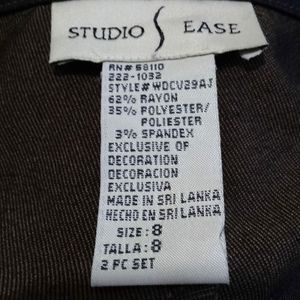 STUDIO EASE
RN# 58110
222-1032
STYLE# WDCV29AJ
62% RAYON
35% POLYESTER/
POLIESTER
3% SPANDEX
EXCLUSIVE OF
DECORATION
DECORACION
EXCLUSIVA
MADE IN SRI LANKA
HECHO EN SRI LANKA
SIZE: 8
TALLA: 8
2 PC SET